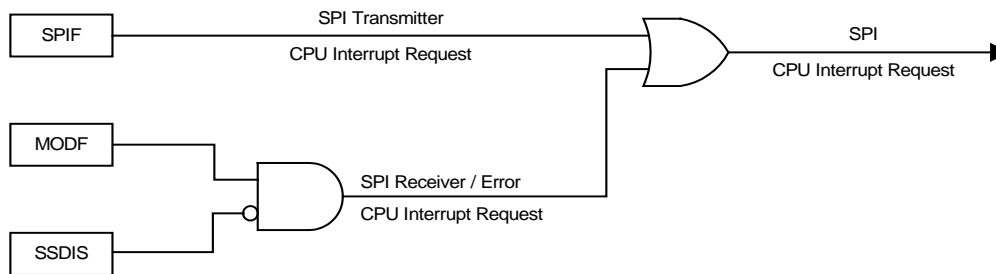 SPI Transmitter
SPIF
CPU Interrupt Request
SPI
CPU Interrupt Request
MODF
SPI Receiver / Error
CPU Interrupt Request
SSDIS